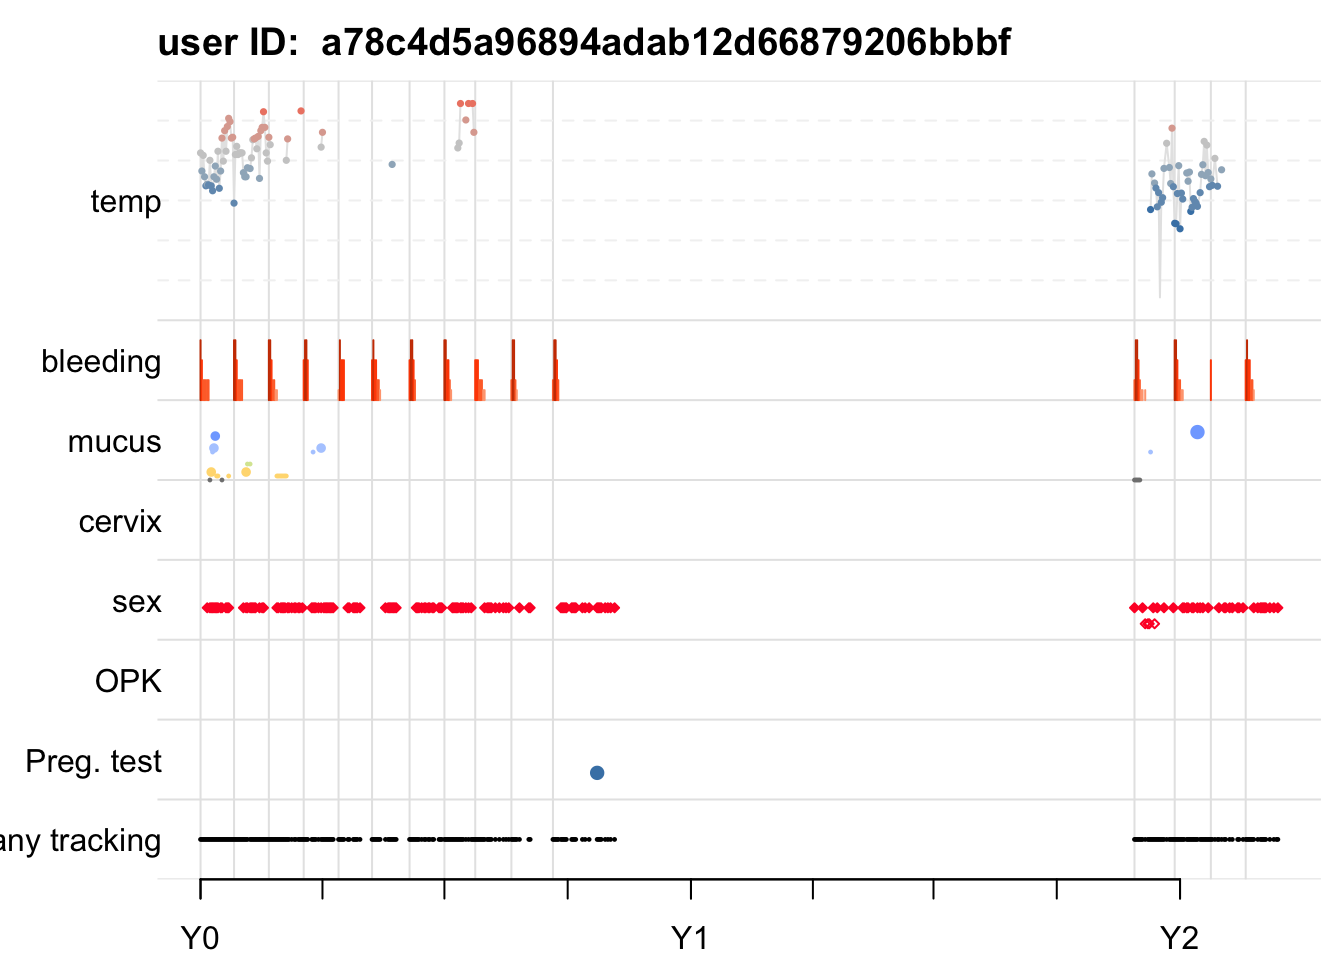 user ID:  a78c4d5a96894adab12d66879206bbbf
temp
bleeding
mucus
cervix
sex
OPK
Preg. test
any tracking
Y0 Y1 Y2